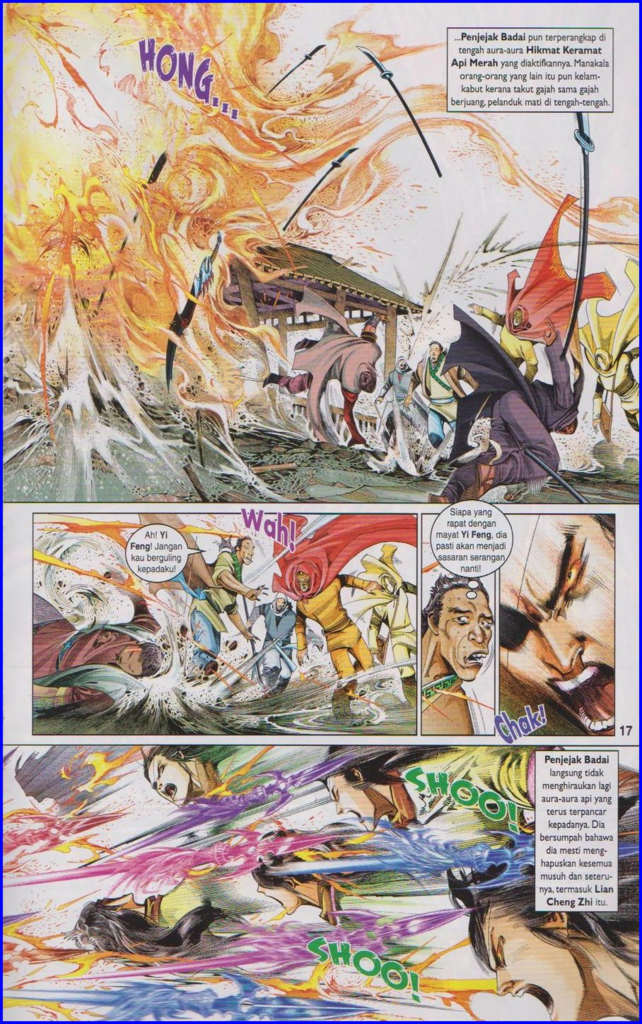 ...Penjejak Badai pun terperangkap di
tengah aura-aura Hikmat Keramat
Api Merah yang diaktifkannya. Manakala
orang-orang yang lain itu pun kelam-
kabut kerana takut gajah sama gajah
berjuang, pelanduk mati di tengah-tengah.
HONG...
Ah! Yi
Feng! Jangan
kau berguling
kepadaku!
Wah!
Siapa yang
rapat dengan
mayat Yi Feng, dia
pasti akan menjadi
sasaran serangan
nanti!
Chak!
17
Penjejak Badai
langsung tidak
menghiraukan lagi
aura-aura api yang
terus terpancar
kepadanya. Dia
bersumpah bahawa
dia mesti meng-
hapuskan kesemua
musuh dan seteru-
nya, termasuk Lian
Cheng Zhi itu.
SHOO!
SHOO!